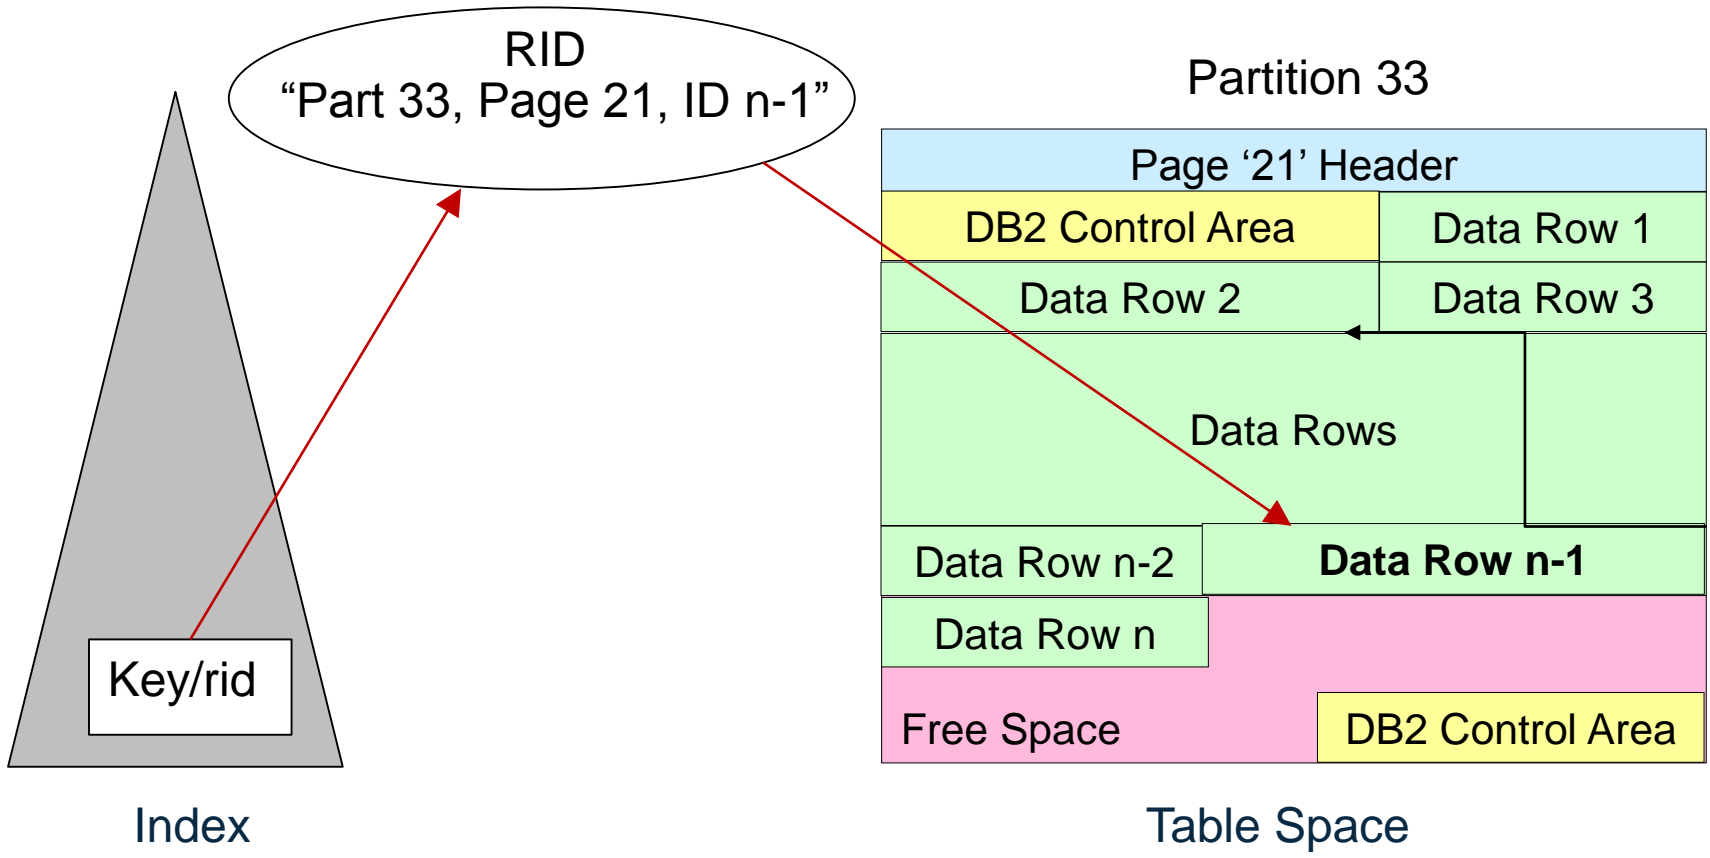 RID
“Part 33, Page 21, ID n-1”
Key/rid
Index
Partition 33
Page ‘21’ Header
DB2 Control Area
Data Row 1
Data Row 2
Data Row 3
Data Rows
Data Row n-2
Data Row n-1
Data Row n
Free Space
DB2 Control Area
Table Space